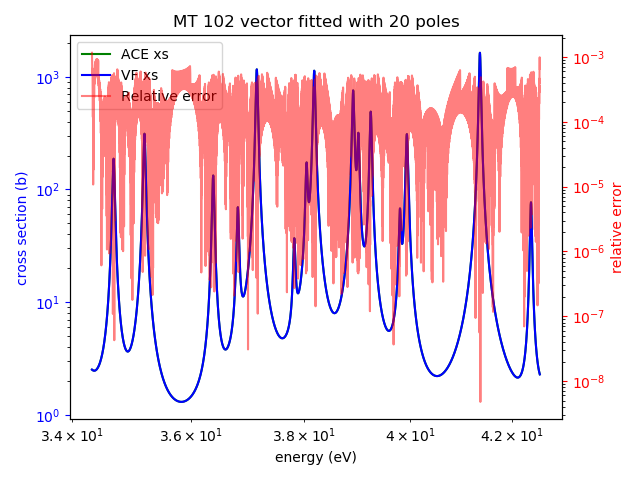 MT 102 vector fitted with 20 poles
ACE xs
VF xs
Relative error
cross section (b)
10³
10²
10¹
10⁰
relative error
10⁻³
10⁻⁴
10⁻⁵
10⁻⁶
10⁻⁷
10⁻⁸
3.4 × 10¹
3.6 × 10¹
3.8 × 10¹
4 × 10¹
4.2 × 10¹
energy (eV)